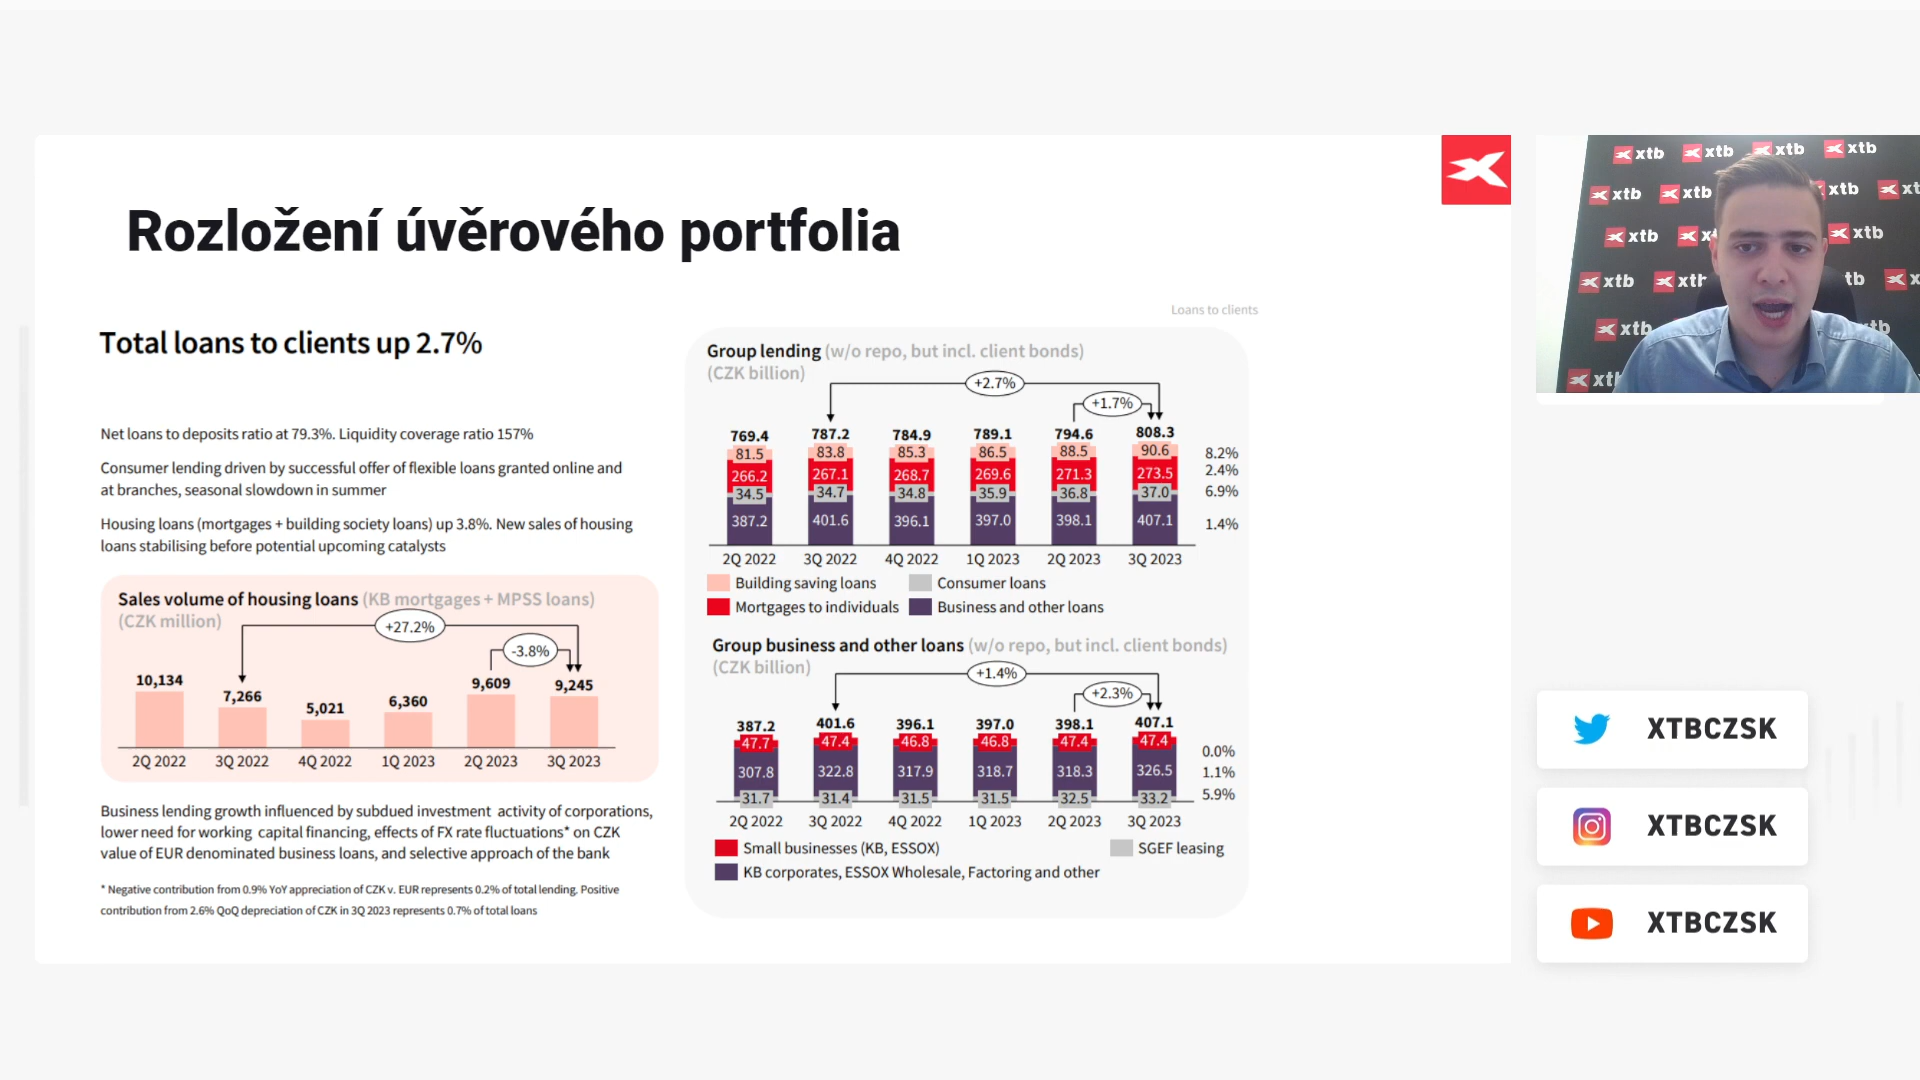 Rozložení úvěrového portfolia
Total loans to clients up 2.7%
Net loans to deposits ratio at 79.3%. Liquidity coverage ratio 157%
Consumer lending driven by successful offer of flexible loans granted online and
at branches, seasonal slowdown in summer
Housing loans (mortgages + building society loans) up 3.8%. New sales of housing
loans stabilising before potential upcoming catalysts
Sales volume of housing loans (KB mortgages + MPSS loans)
(CZK million)
+27.2%
-3.8%
10,134 7,266 5,021 6,360 9,609 9,245
2Q 2022 3Q 2022 4Q 2022 1Q 2023 2Q 2023 3Q 2023
Business lending growth influenced by subdued investment activity of corporations,
lower need for working capital financing, effects of FX rate fluctuations* on CZK
value of EUR denominated business loans, and selective approach of the bank
* Negative contribution from 0.9% YoY appreciation of CZK v. EUR represents 0.2% of total lending. Positive
contribution from 2.6% QoQ depreciation of CZK in 3Q 2023 represents 0.7% of total loans
Loans to clients
Group lending (w/o repo, but incl. client bonds)
(CZK billion)
+2.7%
+1.7%
769.4 787.2 784.9 789.1 794.6 808.3
81.5 83.8 85.3 86.5 88.5 90.6 8.2%
266.2 267.1 268.7 269.6 271.3 273.5 2.4%
34.5 34.7 34.8 35.9 36.8 37.0 6.9%
387.2 401.6 396.1 397.0 398.1 407.1 1.4%
2Q 2022 3Q 2022 4Q 2022 1Q 2023 2Q 2023 3Q 2023
Building saving loans Consumer loans
Mortgages to individuals Business and other loans
Group business and other loans (w/o repo, but incl. client bonds)
(CZK billion)
+1.4%
+2.3%
387.2 401.6 396.1 397.0 398.1 407.1
47.7 47.4 46.8 46.8 47.4 47.4 0.0%
307.8 322.8 317.9 318.7 318.3 326.5 1.1%
31.7 31.4 31.5 31.5 32.5 33.2 5.9%
2Q 2022 3Q 2022 4Q 2022 1Q 2023 2Q 2023 3Q 2023
Small businesses (KB, ESSOX) SGEF leasing
KB corporates, ESSOX Wholesale, Factoring and other
xtb xtb xtb xtb
xtb xtb xtb
xtb xtb
xtb
xtb
XTBCZSK
XTBCZSK
XTBCZSK